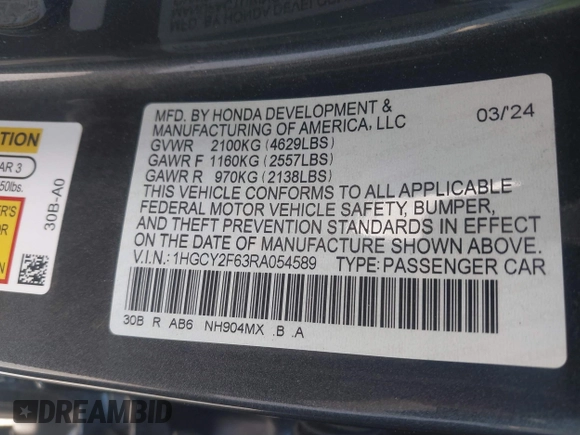 MFD. BY HONDA DEVELOPMENT & 03/24
MANUFACTURING OF AMERICA, LLC
GVWR 2100KG (4629LBS)
GAWR F 1160KG (2557LBS)
GAWR R 970KG (2138LBS)
THIS VEHICLE CONFORMS TO ALL APPLICABLE
FEDERAL MOTOR VEHICLE SAFETY, BUMPER,
AND THEFT PREVENTION STANDARDS IN EFFECT
ON THE DATE OF MANUFACTURE SHOWN ABOVE.
V.I.N.: 1HGCY2F63RA054589 TYPE: PASSENGER CAR
30B R AB6 NH904MX .B .A
30B-A0
DREAMBID